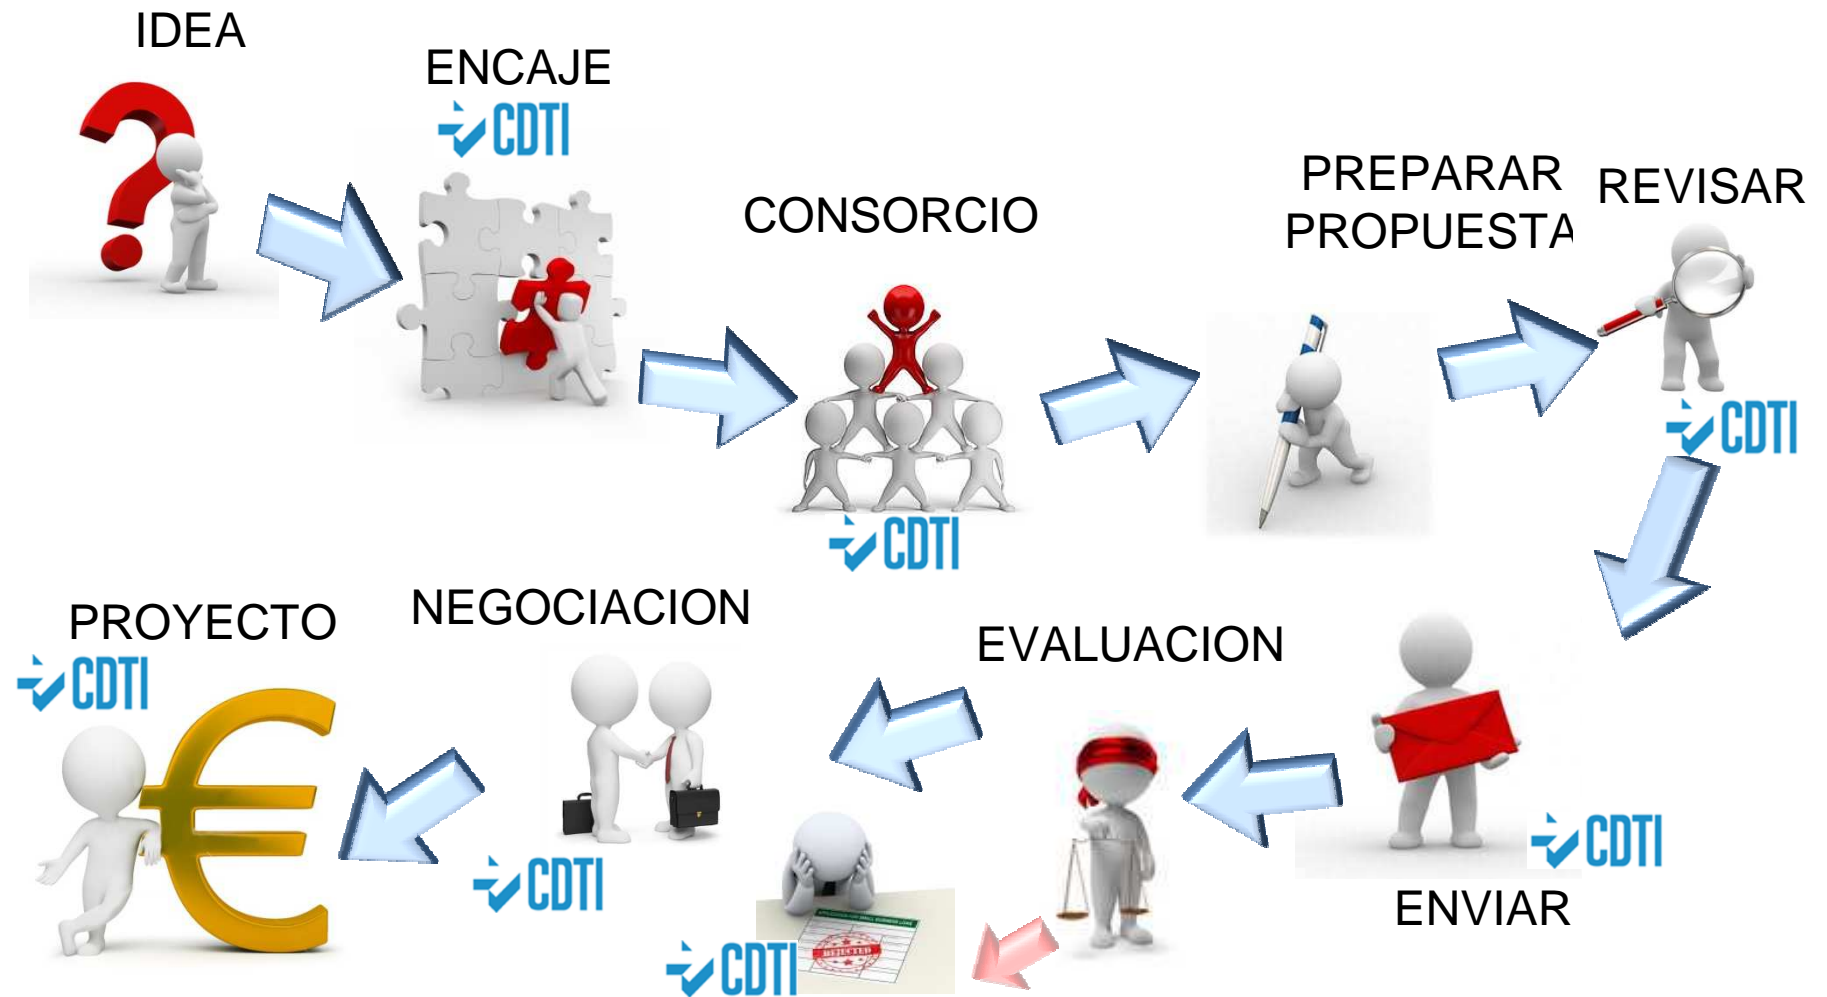 IDEA
ENCAJE
CDTI
CONSORCIO
CDTI
PREPARAR
PROPUESTA
REVISAR
CDTI
ENVIAR
CDTI
EVALUACION
CDTI
NEGOCIACION
CDTI
PROYECTO
CDTI